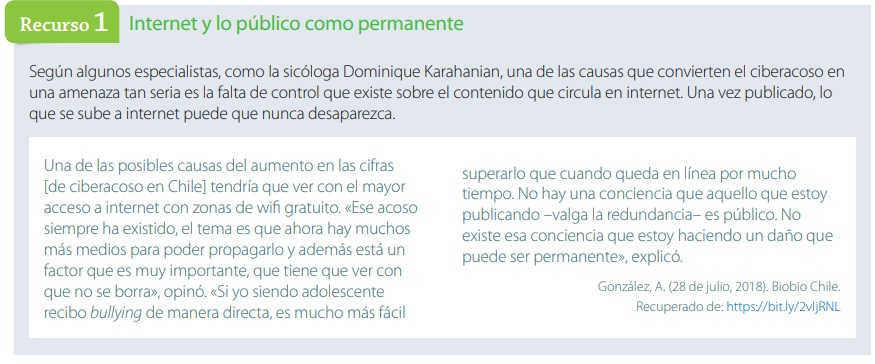 Recurso 1 Internet y lo público como permanente
Según algunos especialistas, como la sicóloga Dominique Karahanian, una de las causas que convierten el ciberacoso en
una amenaza tan seria es la falta de control que existe sobre el contenido que circula en internet. Una vez publicado, lo
que se sube a internet puede que nunca desaparezca.
Una de las posibles causas del aumento en las cifras
[de ciberacoso en Chile] tendría que ver con el mayor
acceso a internet con zonas de wifi gratuito. «Ese acoso
siempre ha existido, el tema es que ahora hay muchos
más medios para poder propagarlo y además está un
factor que es muy importante, que tiene que ver con
que no se borra», opinó. «Si yo siendo adolescente
recibo bullying de manera directa, es mucho más fácil
superarlo que cuando queda en línea por mucho
tiempo. No hay una conciencia que aquello que estoy
publicando –valga la redundancia– es público. No
existe esa conciencia que estoy haciendo un daño que
puede ser permanente», explicó.
González, A. (28 de julio, 2018). Biobio Chile.
Recuperado de: https://bit.ly/2vIjRNL